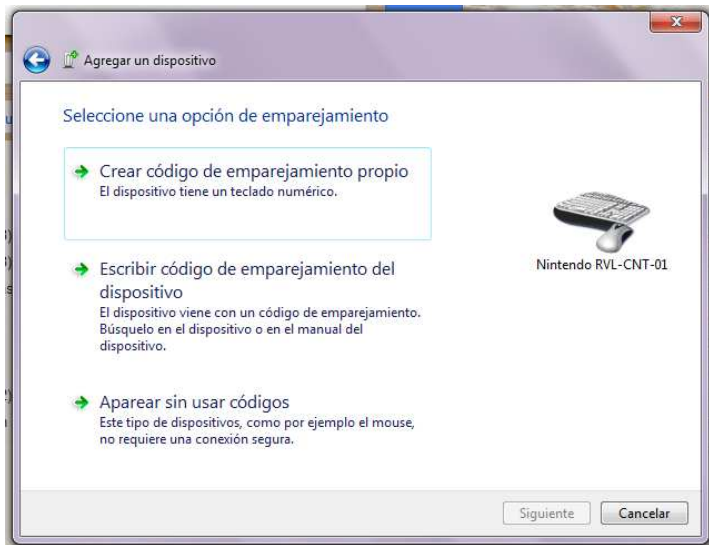 Agregar un dispositivo
Seleccione una opción de emparejamiento
Crear código de emparejamiento propio
El dispositivo tiene un teclado numérico.
Nintendo RVL-CNT-01
Escribir código de emparejamiento del
dispositivo
El dispositivo viene con un código de emparejamiento.
Búsquelo en el dispositivo o en el manual del
dispositivo.
Aparear sin usar códigos
Este tipo de dispositivos, como por ejemplo el mouse,
no requiere una conexión segura.
Siguiente
Cancelar